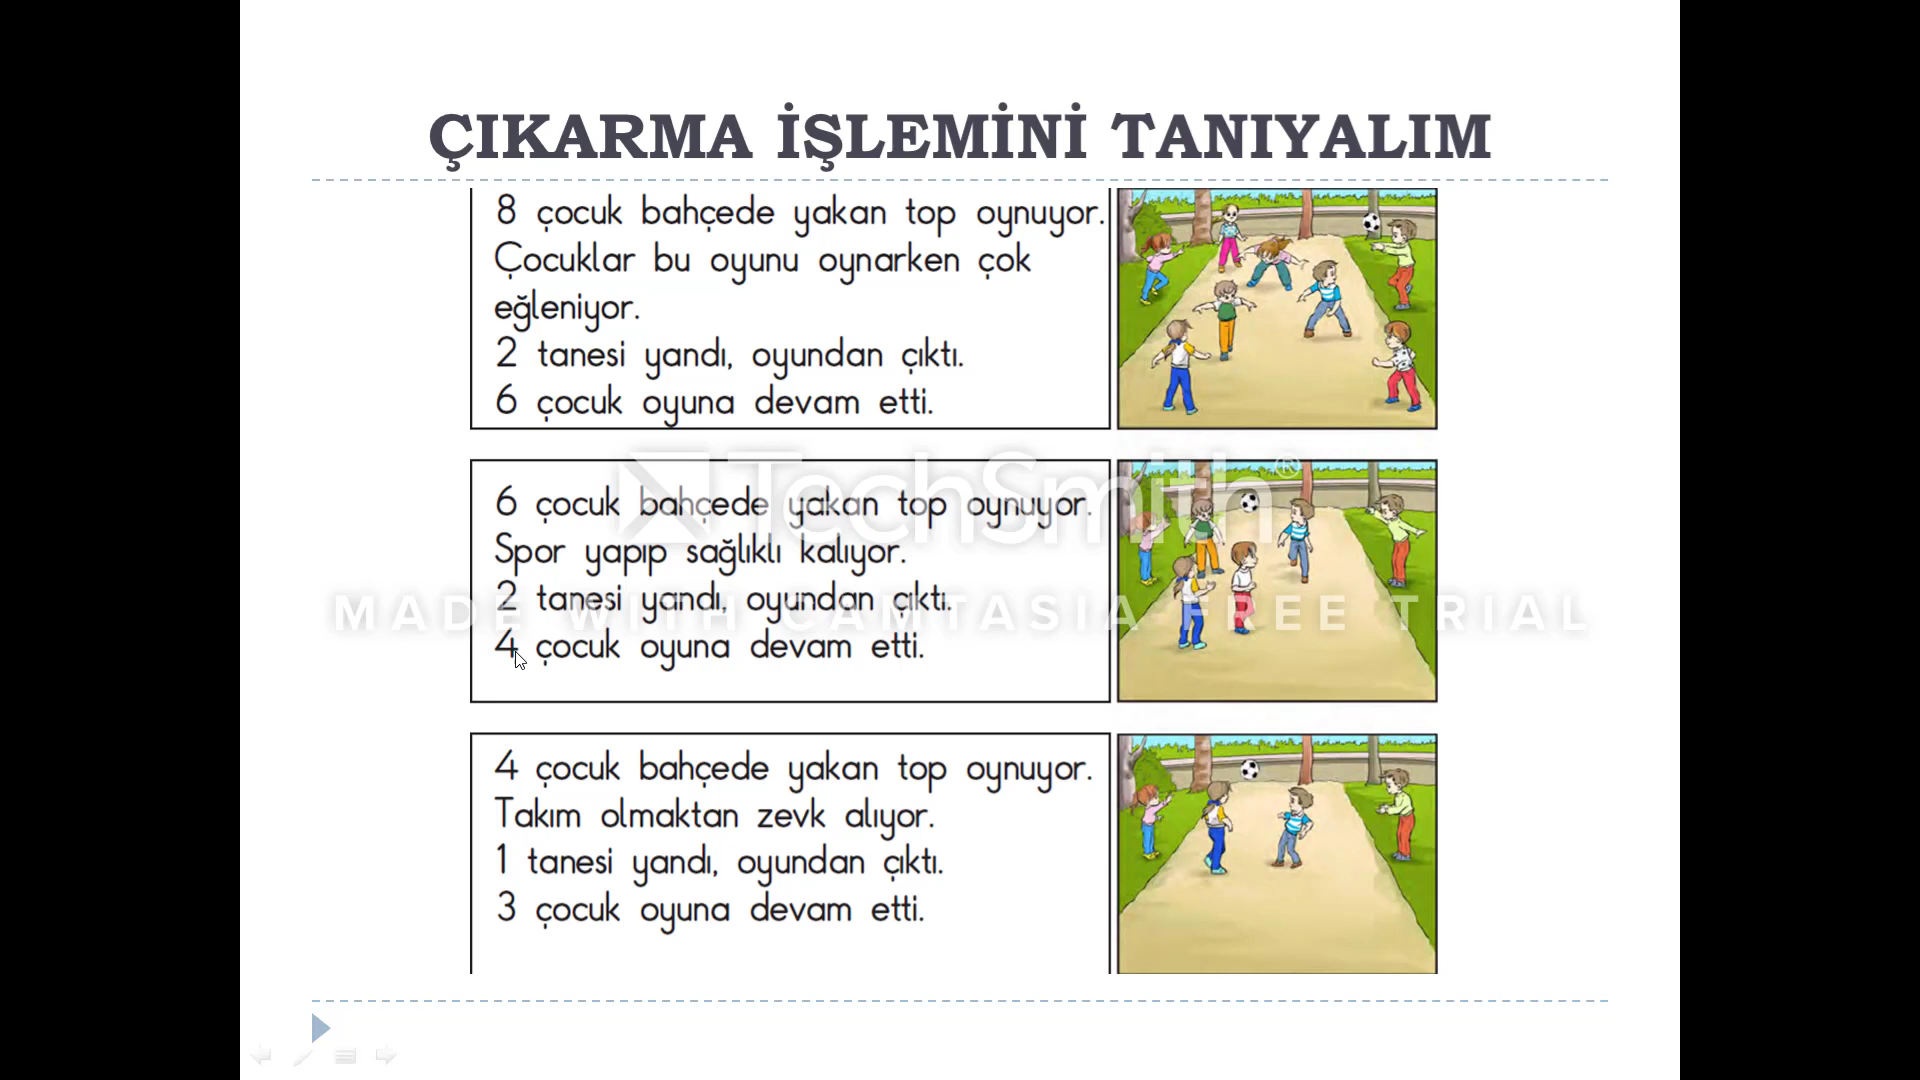 ÇIKARMA İŞLEMİNİ TANIYALIM
8 çocuk bahçede yakan top oynuyor.
Çocuklar bu oyunu oynarken çok
eğleniyor.
2 tanesi yandı, oyundan çıktı.
6 çocuk oyuna devam etti.
6 çocuk bahçede yakan top oynuyor.
Spor yapıp sağlıklı kalıyor.
2 tanesi yandı, oyundan çıktı.
4 çocuk oyuna devam etti.
4 çocuk bahçede yakan top oynuyor.
Takım olmaktan zevk alıyor.
1 tanesi yandı, oyundan çıktı.
3 çocuk oyuna devam etti.
TechSmith®
MADE WITH CAMTASIA FREE TRIAL